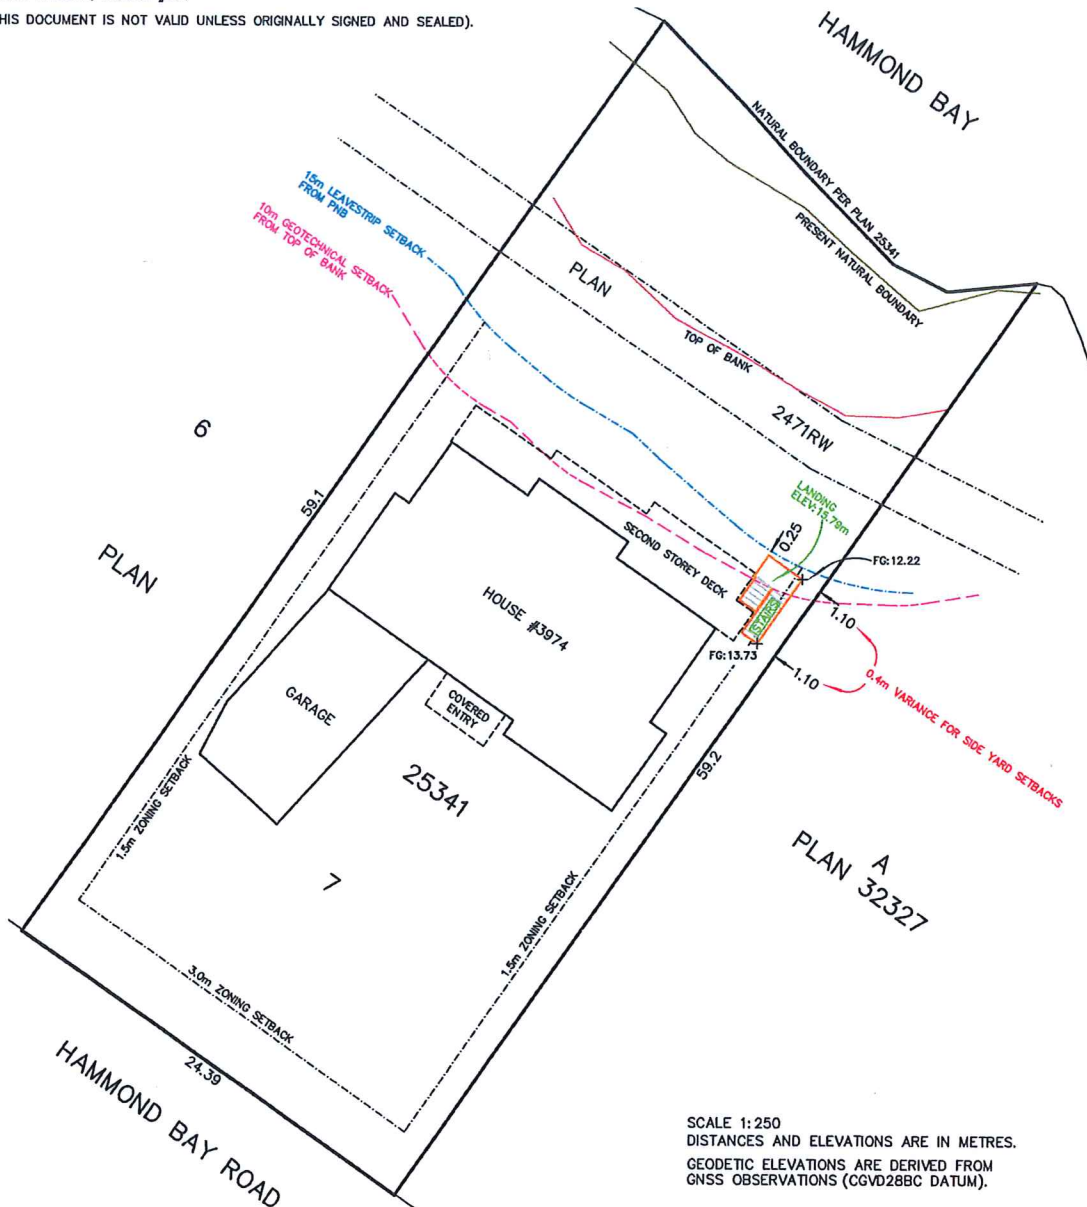 HIS DOCUMENT IS NOT VALID UNLESS ORIGINALLY SIGNED AND SEALED).
HAMMOND BAY
NATURAL BOUNDARY PER PLAN 25341
PRESENT NATURAL BOUNDARY
15m LEAVESTRIP SETBACK
FROM PNB
10m GEOTECHNICAL SETBACK
FROM TOP OF BANK
PLAN
TOP OF BANK
2471RW
6
59.1
PLAN
LANDING
ELEV:15.79m
0.25
FG:12.22
SECOND STOREY DECK
STAIRS
HOUSE #3974
FG:13.73
1.10
1.10
0.4m VARIANCE FOR SIDE YARD SETBACKS
GARAGE
COVERED
ENTRY
59.2
25341
1.5m ZONING SETBACK
7
A
PLAN 32327
1.5m ZONING SETBACK
3.0m ZONING SETBACK
24.39
HAMMOND BAY ROAD
SCALE 1:250
DISTANCES AND ELEVATIONS ARE IN METRES.
GEODETIC ELEVATIONS ARE DERIVED FROM
GNSS OBSERVATIONS (CGVD28BC DATUM).